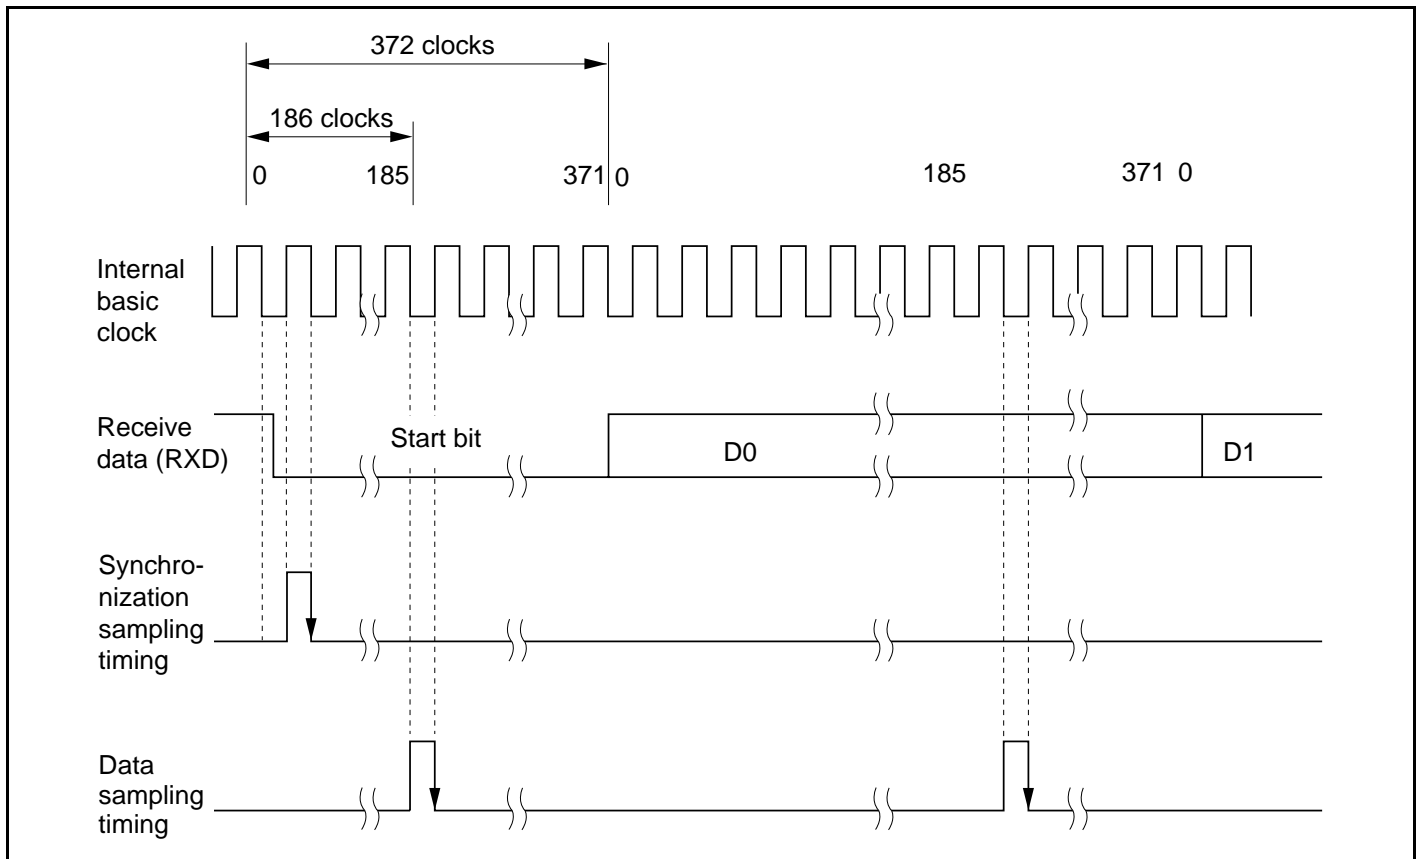 372 clocks
186 clocks
0 185 371 0 185 371 0
Internal
basic
clock
Receive
data (RXD)
Start bit
D0
D1
Synchro-
nization
sampling
timing
Data
sampling
timing